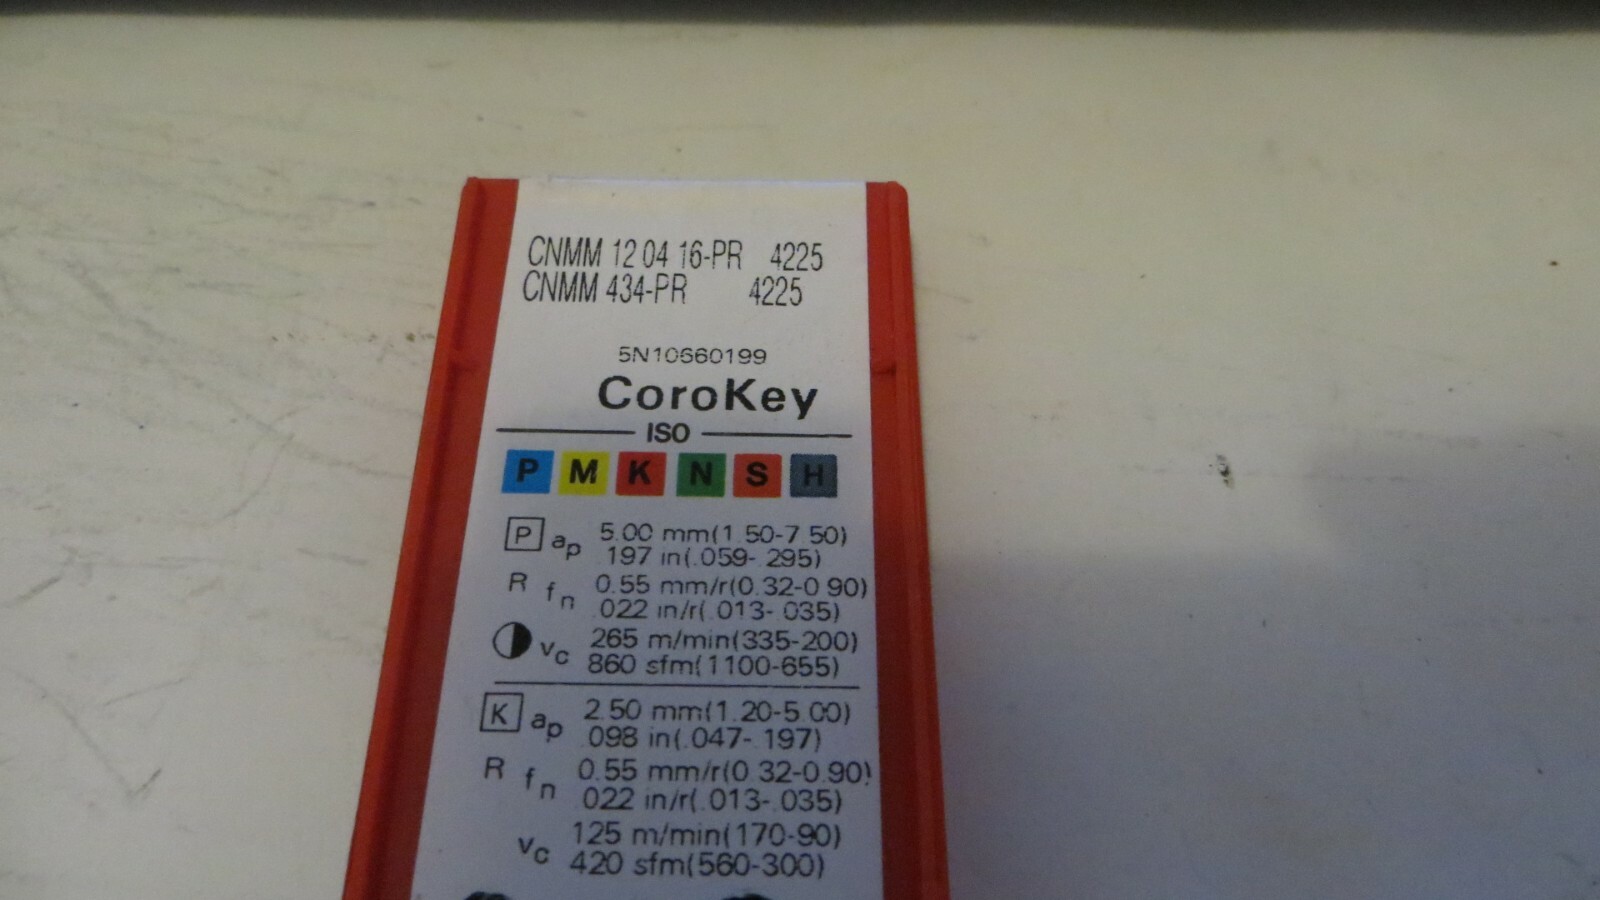 CNMM 12 04 16-PR 4225
CNMM 434-PR 4225
5N10660199
CoroKey
ISO
P M K N S H
P ap 5.00 mm(1.50-7.50)
.197 in(.059-.295)
R fn 0.55 mm/r(0.32-0.90)
.022 in/r(.013-.035)
vc 265 m/min(335-200)
860 sfm(1100-655)
K ap 2.50 mm(1.20-5.00)
.098 in(.047-.197)
R fn 0.55 mm/r(0.32-0.90)
.022 in/r(.013-.035)
vc 125 m/min(170-90)
420 sfm(560-300)